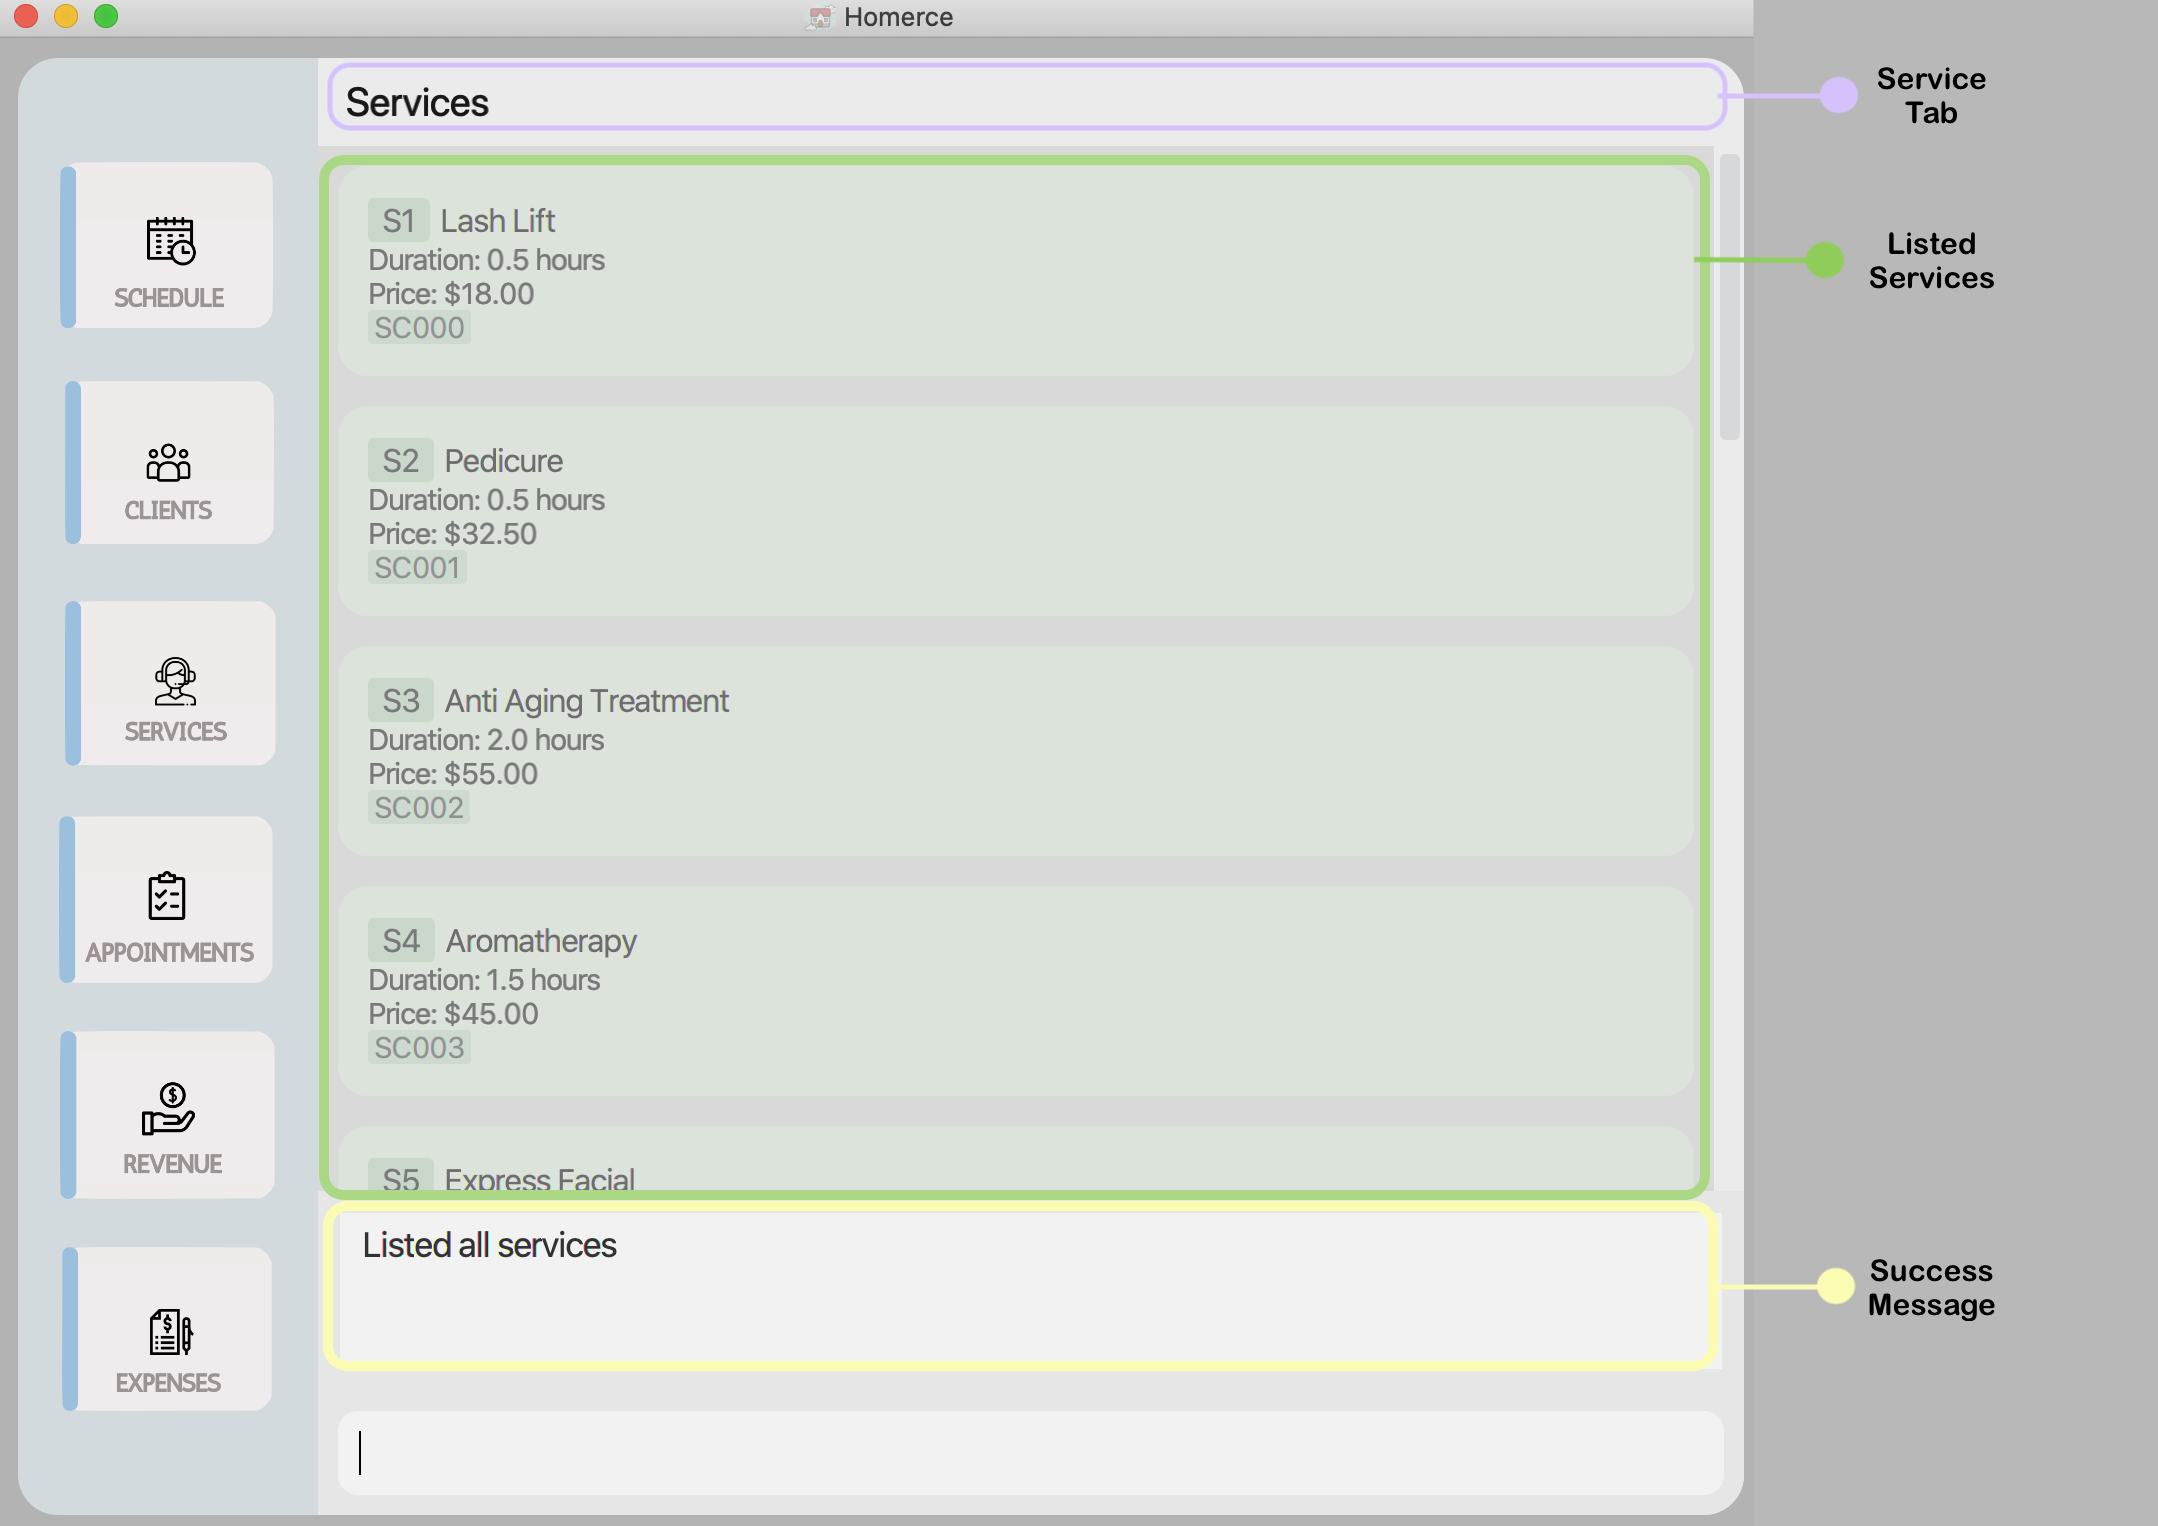 Homerce
Services
Service
Tab
SCHEDULE
CLIENTS
SERVICES
APPOINTMENTS
REVENUE
EXPENSES
S1 Lash Lift
Duration: 0.5 hours
Price: $18.00
SC000
Listed
Services
S2 Pedicure
Duration: 0.5 hours
Price: $32.50
SC001
S3 Anti Aging Treatment
Duration: 2.0 hours
Price: $55.00
SC002
S4 Aromatherapy
Duration: 1.5 hours
Price: $45.00
SC003
S5 Express Facial
Listed all services
Success
Message